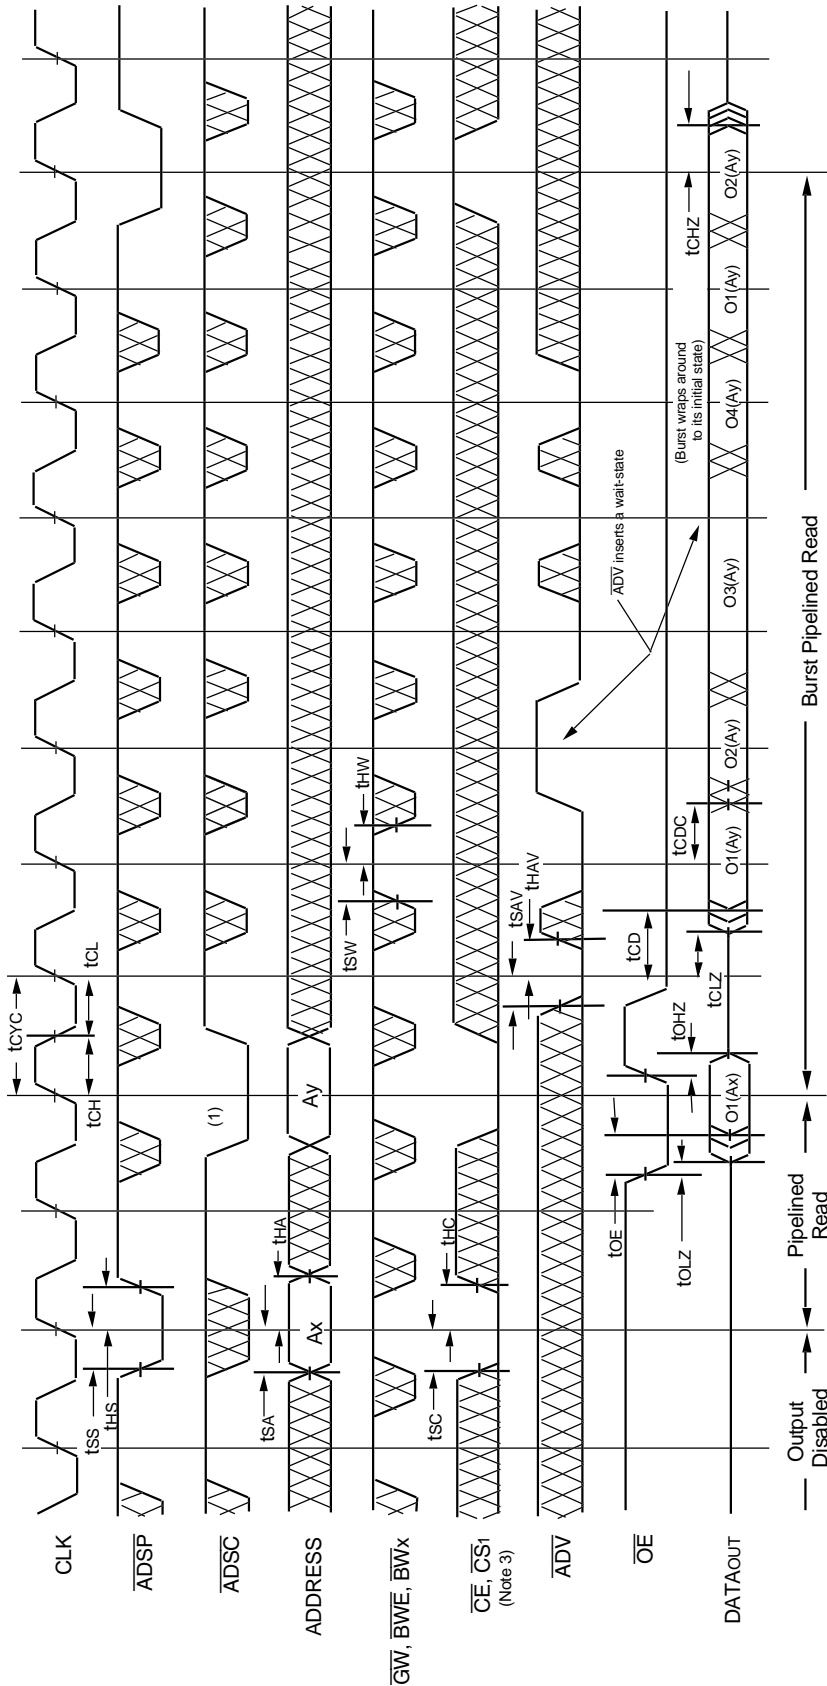 CLK
tCYC
tCH
tCL
tSS
tHS
ADSP
ADSC
(1)
ADDRESS
tSA
tHA
Ax
Ay
GW, BWE, BWx
tSW
tHW
CE, CS1
(Note 3)
tSC
tHC
ADV
tSAV
tHAV
ADV inserts a wait-state
OE
tOE
tOHZ
tCD
tOLZ
tCLZ
tCDC
tCHZ
(Burst wraps around
to its initial state)
DATAOUT
O1(Ax)
O1(Ay)
O2(Ay)
O3(Ay)
O4(Ay)
O1(Ay)
O2(Ay)
Output
Disabled
Pipelined
Read
Burst Pipelined Read